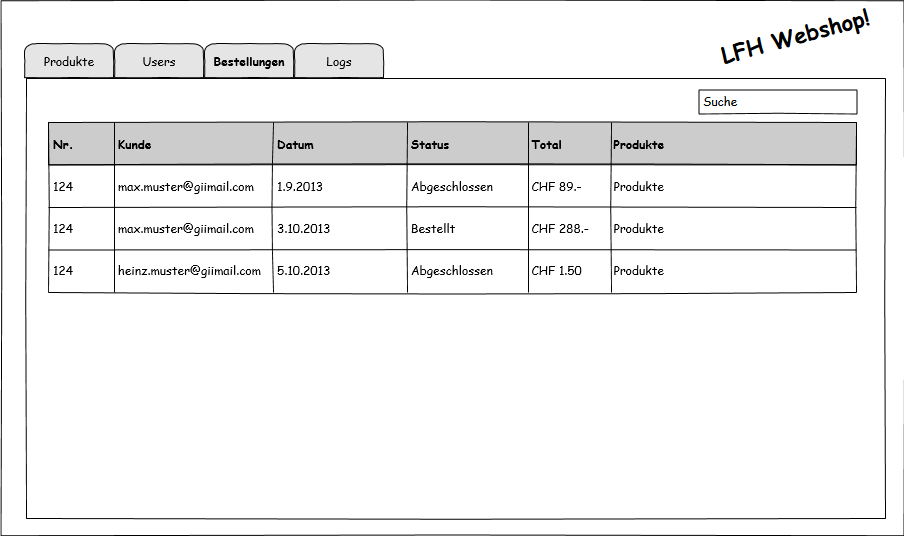 LFH Webshop!
Produkte Users Bestellungen Logs
Suche
Nr. Kunde Datum Status Total Produkte
124 max.muster@giimail.com 1.9.2013 Abgeschlossen CHF 89.- Produkte
124 max.muster@giimail.com 3.10.2013 Bestellt CHF 288.- Produkte
124 heinz.muster@giimail.com 5.10.2013 Abgeschlossen CHF 1.50 Produkte